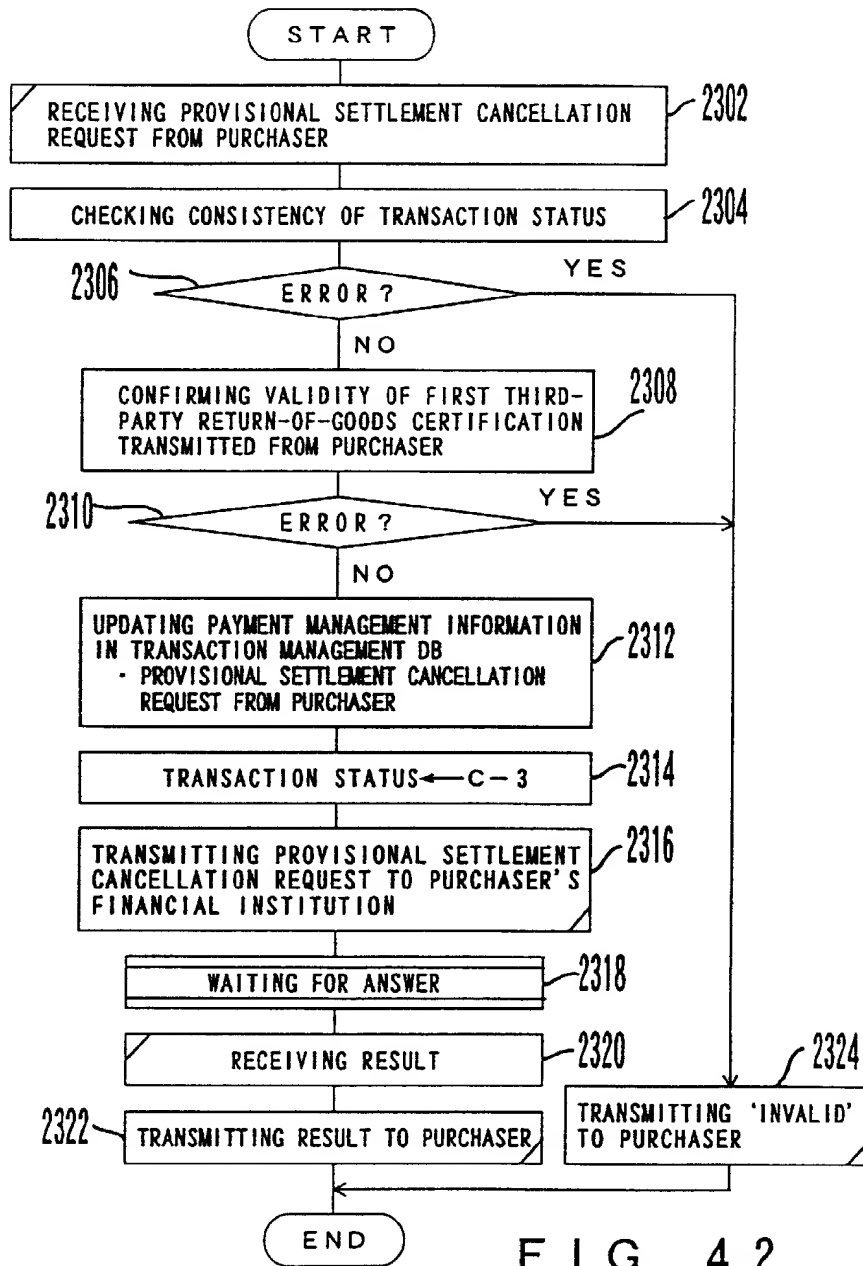 START
RECEIVING PROVISIONAL SETTLEMENT CANCELLATION
REQUEST FROM PURCHASER
2302
CHECKING CONSISTENCY OF TRANSACTION STATUS
2304
2306
ERROR?
YES
NO
CONFIRMING VALIDITY OF FIRST THIRD-
PARTY RETURN-OF-GOODS CERTIFICATION
TRANSMITTED FROM PURCHASER
2308
2310
ERROR?
YES
NO
UPDATING PAYMENT MANAGEMENT INFORMATION
IN TRANSACTION MANAGEMENT DB
· PROVISIONAL SETTLEMENT CANCELLATION
REQUEST FROM PURCHASER
2312
TRANSACTION STATUS←C-3
2314
TRANSMITTING PROVISIONAL SETTLEMENT
CANCELLATION REQUEST TO PURCHASER'S
FINANCIAL INSTITUTION
2316
WAITING FOR ANSWER
2318
RECEIVING RESULT
2320
2322
TRANSMITTING RESULT TO PURCHASER
2324
TRANSMITTING 'INVALID'
TO PURCHASER
END
FIG. 42